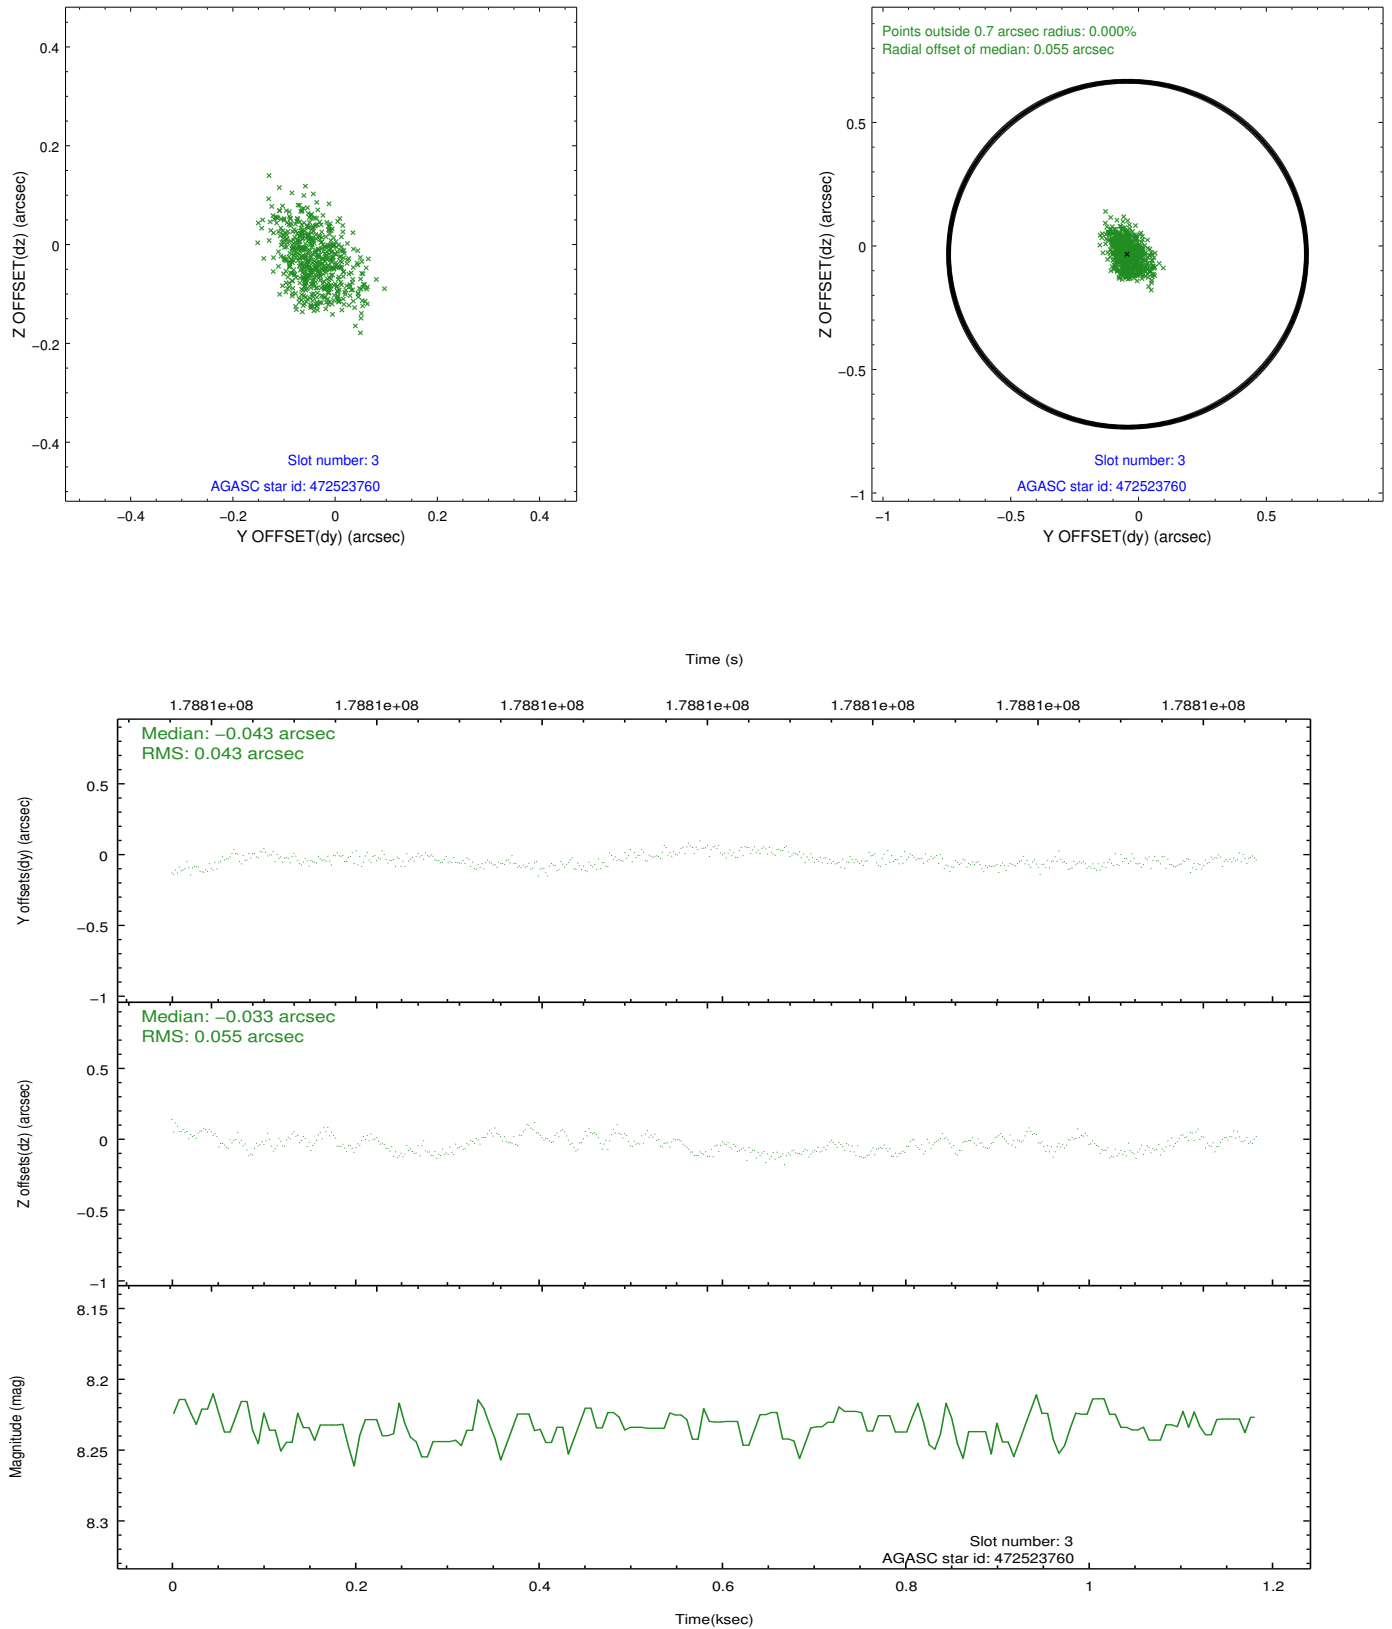 0.4
0.2
0
−0.2
−0.4
Z OFFSET(dz) (arcsec)
Slot number: 3
AGASC star id: 472523760
−0.4
−0.2
0
0.2
0.4
Y OFFSET(dy) (arcsec)
Points outside 0.7 arcsec radius: 0.000%
Radial offset of median: 0.055 arcsec
0.5
0
−0.5
−1
Z OFFSET(dz) (arcsec)
Slot number: 3
AGASC star id: 472523760
−1
−0.5
0
0.5
Y OFFSET(dy) (arcsec)
Time (s)
1.7881e+08
1.7881e+08
1.7881e+08
1.7881e+08
1.7881e+08
1.7881e+08
1.7881e+08
Median: −0.043 arcsec
RMS: 0.043 arcsec
0.5
0
−0.5
−1
Y offsets(dy) (arcsec)
Median: −0.033 arcsec
RMS: 0.055 arcsec
0.5
0
−0.5
−1
Z offsets(dz) (arcsec)
8.15
8.2
8.25
8.3
Magnitude (mag)
Slot number: 3
AGASC star id: 472523760
0
0.2
0.4
0.6
0.8
1
1.2
Time(ksec)